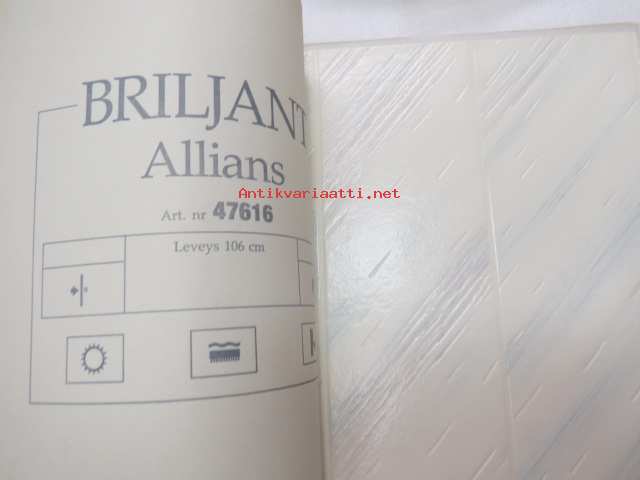 BRILJANT
Allians
Antikvariaatti.net
Art. nr 47616
Leveys 106 cm